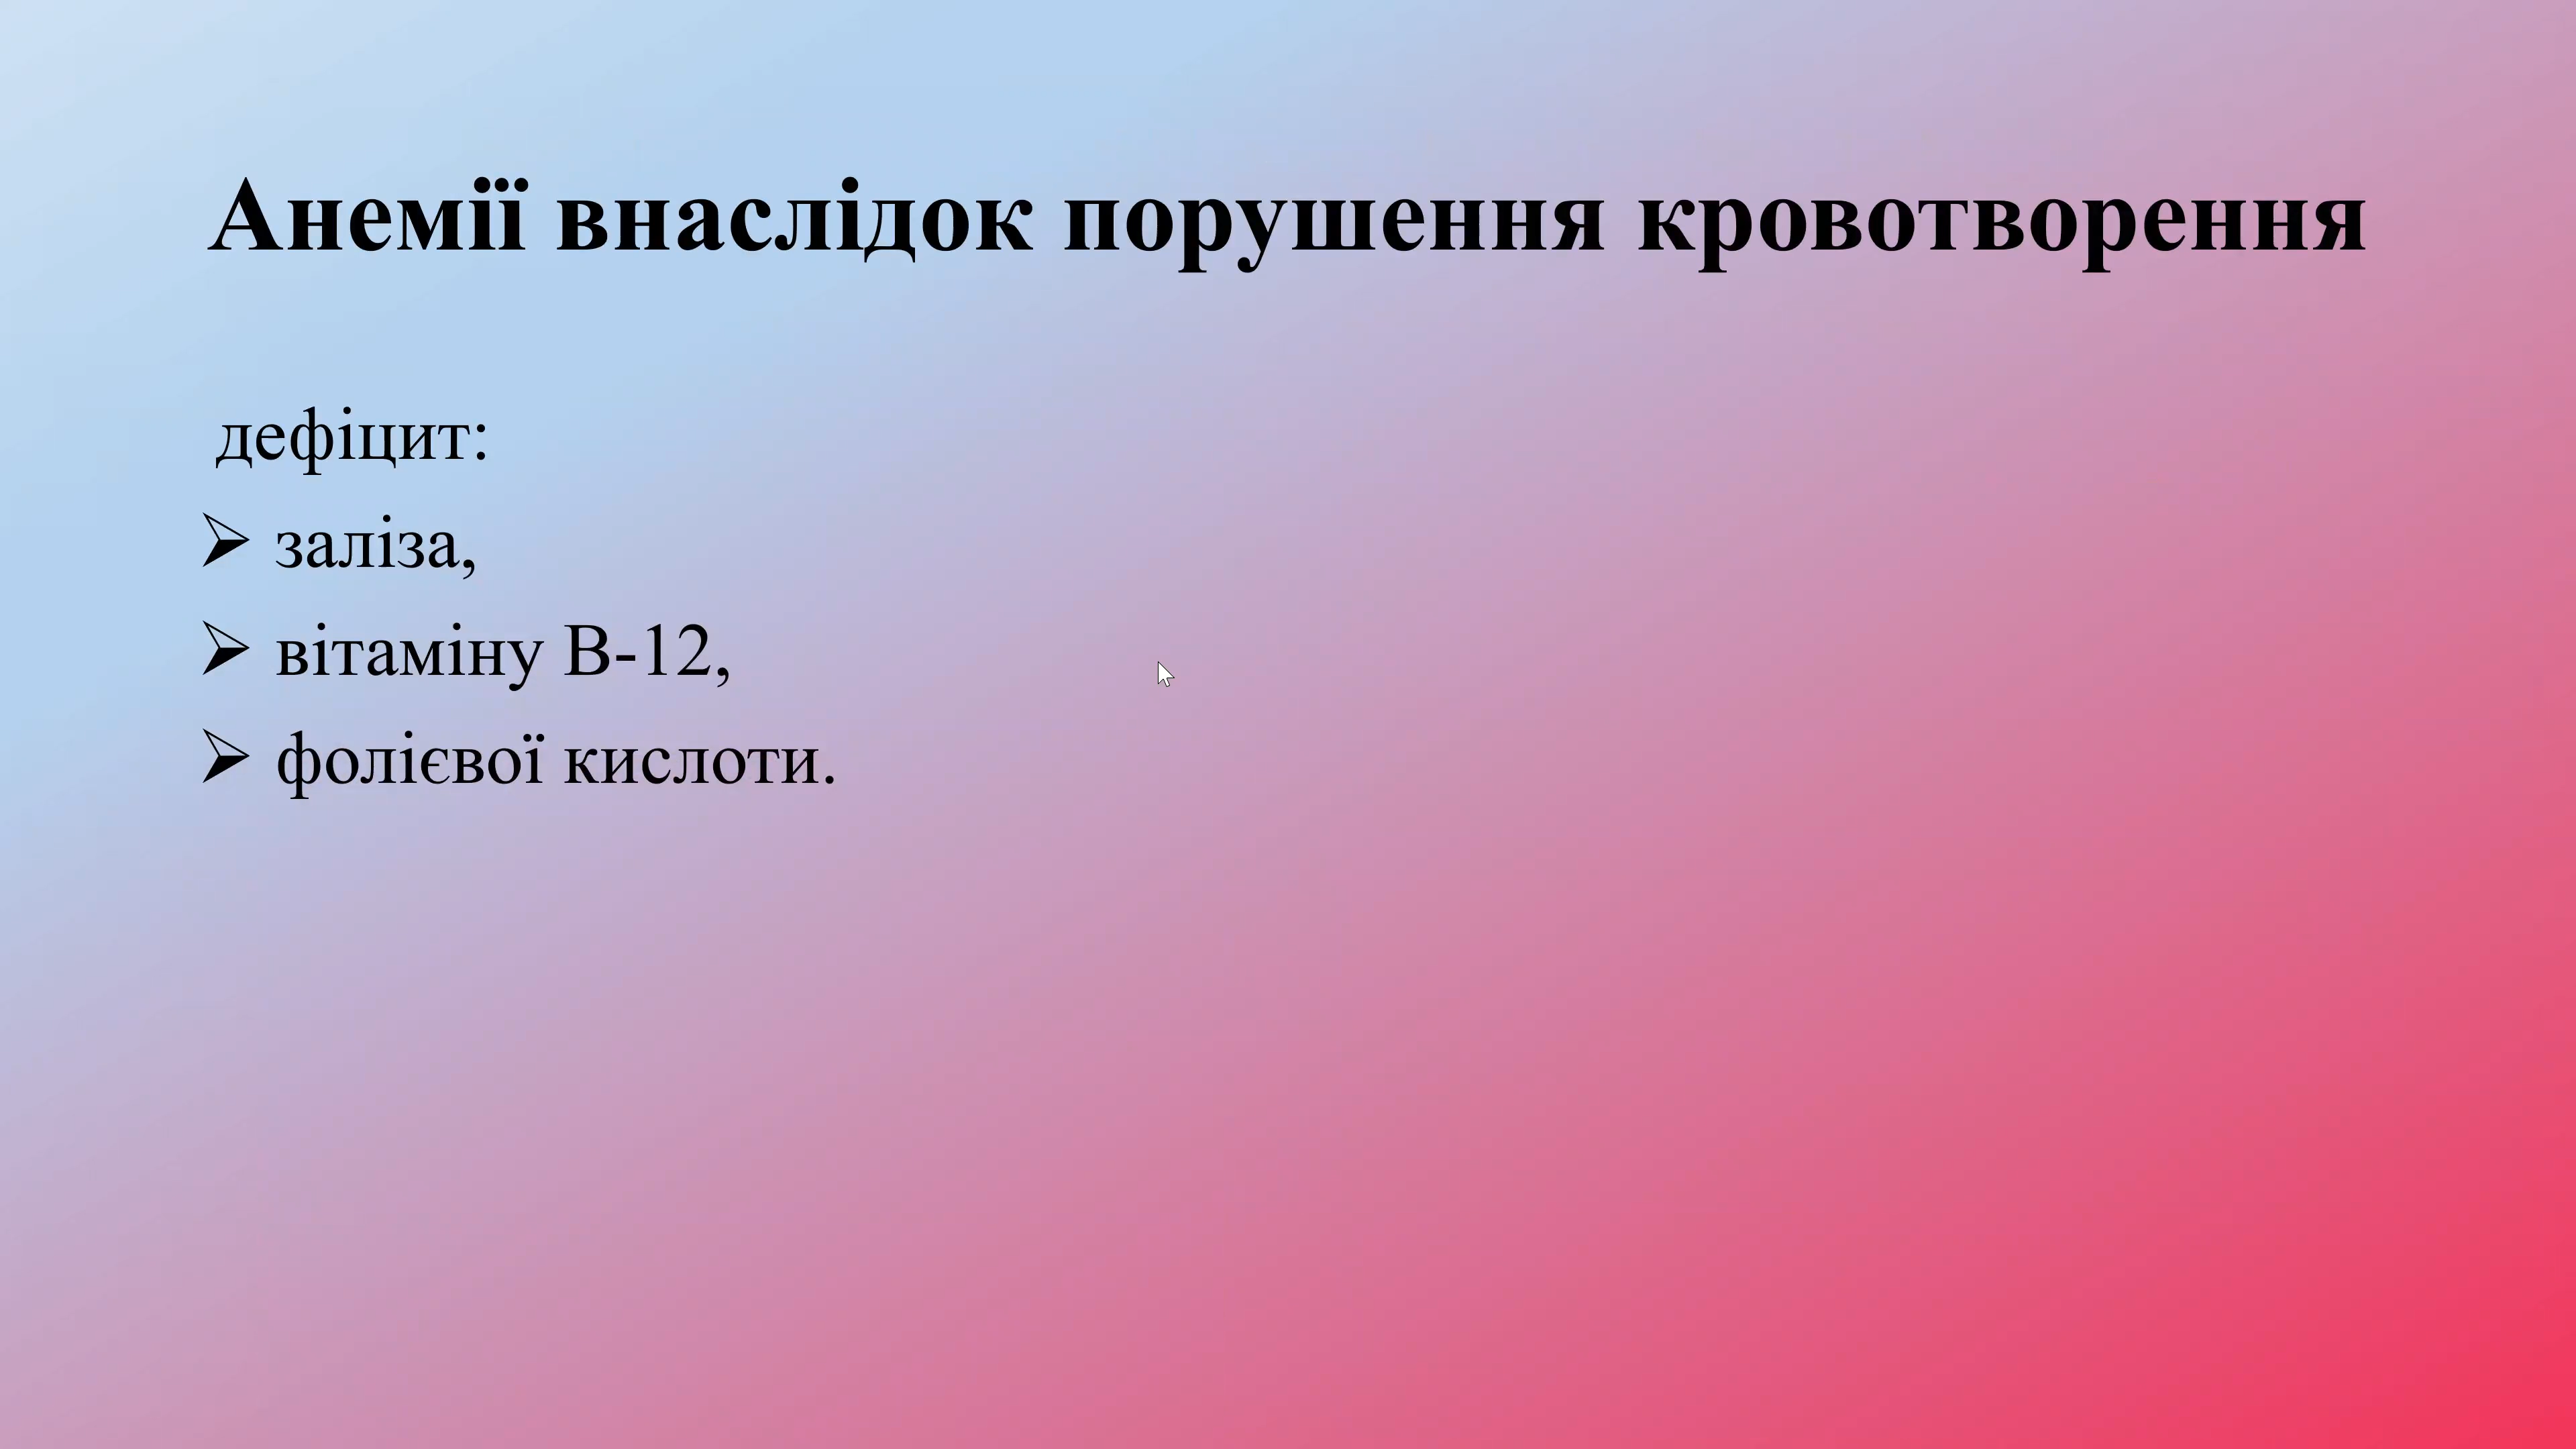 Анемії внаслідок порушення кровотворення
дефіцит:
➢ заліза,
➢ вітаміну В-12,
➢ фолієвої кислоти.